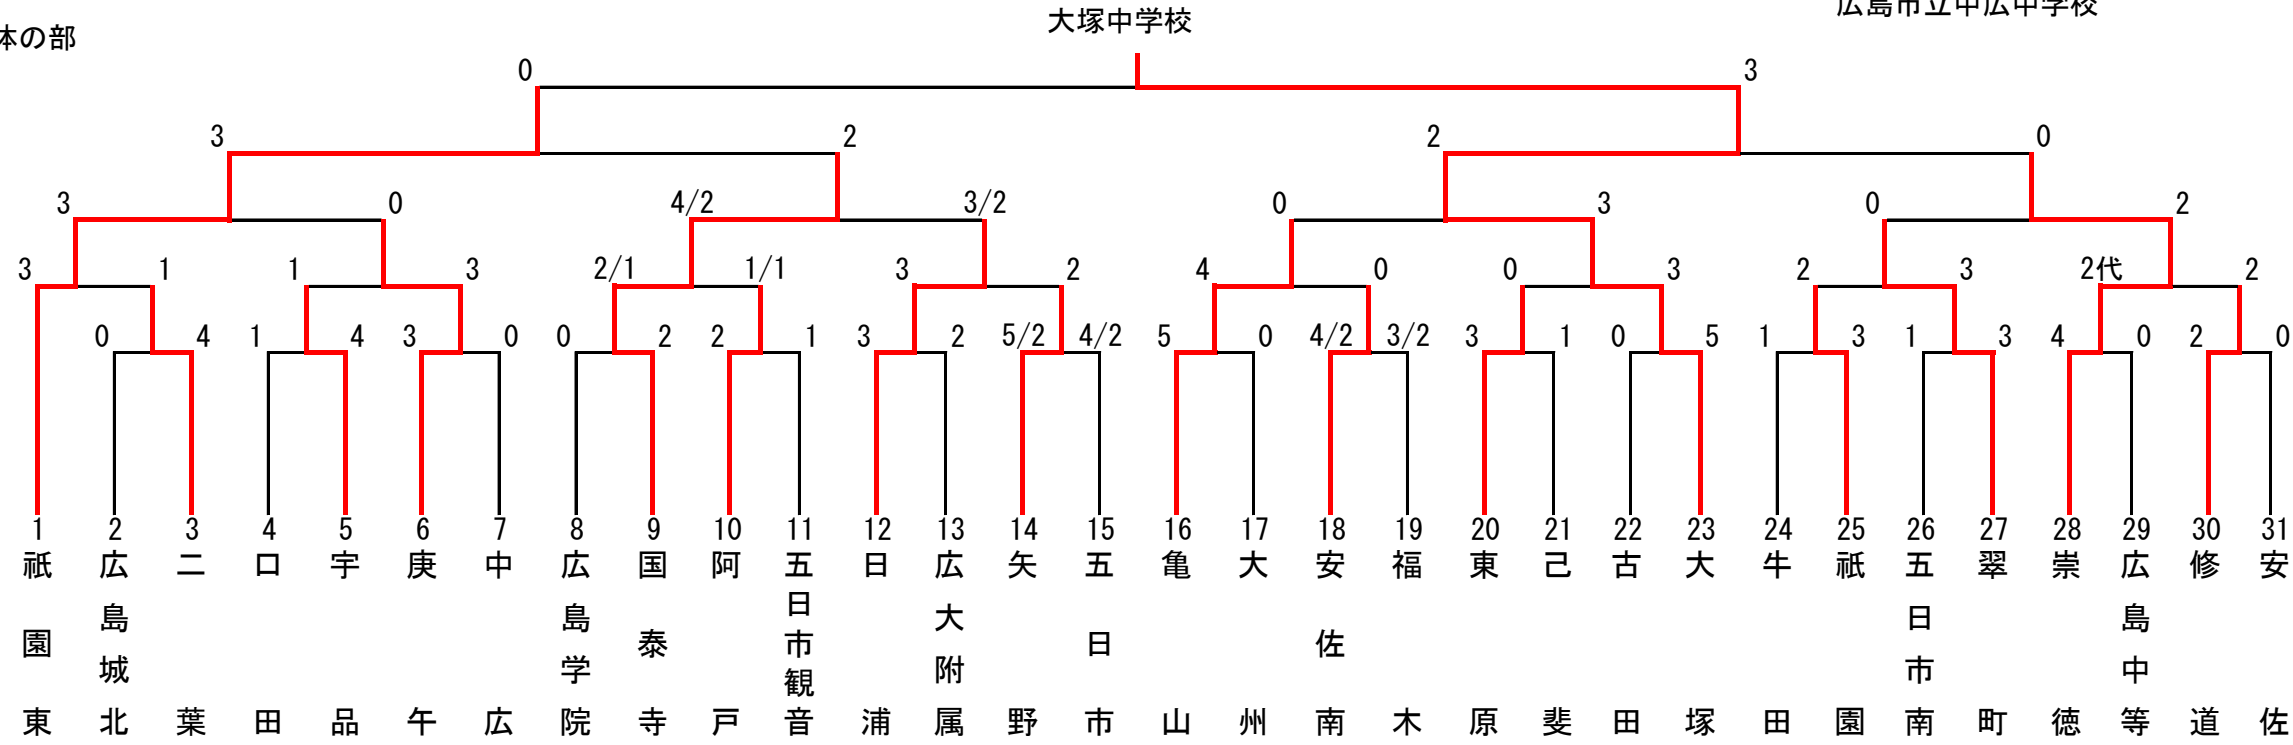 大塚中学校
広島市立中広中学校
体の部
0 3
3 2 2 0
3 0 4/2 3/2 0 3 0 2
3 1 1 3 2/1 1/1 3 2 4 0 0 3 2 3 2代 2
0 4 1 4 3 0 0 2 2 1 3 2 5/2 4/2 5 0 4/2 3/2 3 1 0 5 1 3 1 3 4 0 2 0
1 2 3 4 5 6 7 8 9 10 11 12 13 14 15 16 17 18 19 20 21 22 23 24 25 26 27 28 29 30 31
祇園東
広島城北
二葉
口田
宇品
庚午
中広
広島学院
国泰寺
阿戸
五日市観音
日浦
広大附属
矢野
五日市
亀山
大州
安佐南
福木
東原
己斐
古田
大塚
牛田
祇園
五日市南
翠町
崇徳
広島中等
修道
安佐